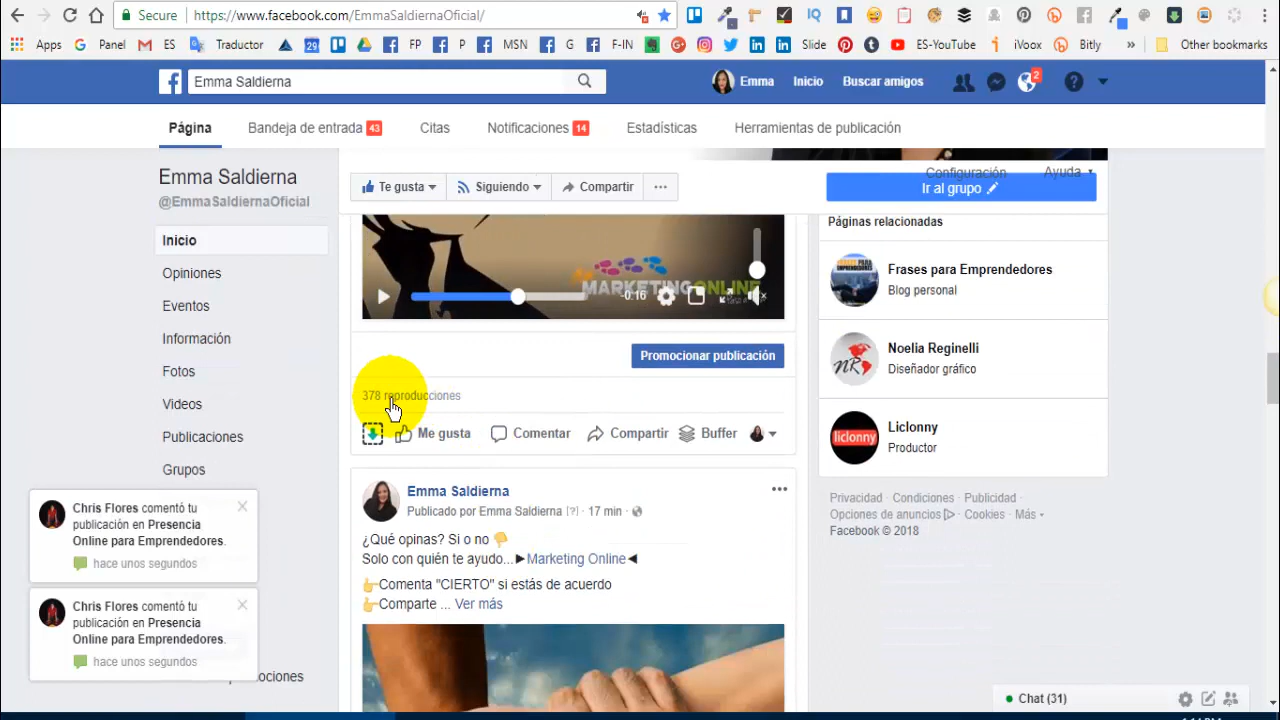 Secure
https://www.facebook.com/EmmaSaldiernaOficial/
Apps
Panel
ES
Traductor
FP
P
MSN
G
F-IN
Slide
ES-YouTube
iVoox
Bitly
»
Other bookmarks
Emma Saldierna
Emma
Inicio
Buscar amigos
2
Página
Bandeja de entrada 43
Citas
Notificaciones 14
Estadísticas
Herramientas de publicación
Configuración
Ayuda
Emma Saldierna
@EmmaSaldiernaOficial
Inicio
Opiniones
Eventos
Información
Fotos
Videos
Publicaciones
Grupos
Te gusta
Siguiendo
Compartir
Ir al grupo
MARKETING ONLINE
-0:16
Promocionar publicación
378 reproducciones
Me gusta
Comentar
Compartir
Buffer
Emma Saldierna
Publicado por Emma Saldierna [?] · 17 min ·
¿Qué opinas? Si o no 👇
Solo con quién te ayudo...►Marketing Online◄
👉Comenta "CIERTO" si estás de acuerdo
👉Comparte ... Ver más
Páginas relacionadas
Frases para Emprendedores
Blog personal
NR
Noelia Reginelli
Diseñador gráfico
liclonny
Liclonny
Productor
Privacidad · Condiciones · Publicidad ·
Opciones de anuncios · Cookies · Más
Facebook © 2018
Chris Flores comentó tu
publicación en Presencia
Online para Emprendedores.
hace unos segundos
Chris Flores comentó tu
publicación en Presencia
Online para Emprendedores.
hace unos segundos
Chat (31)